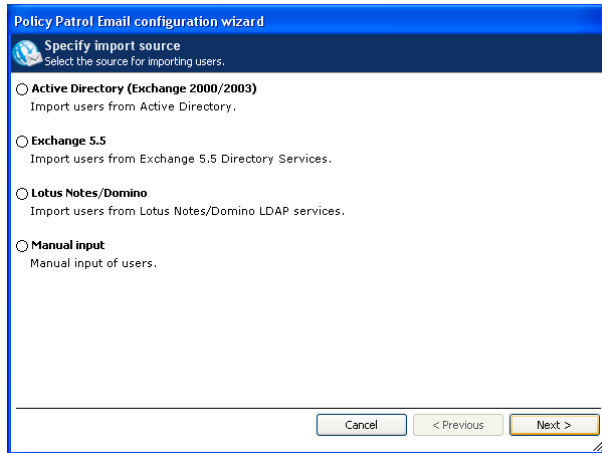 Policy Patrol Email configuration wizard
Specify import source
Select the source for importing users.
Active Directory (Exchange 2000/2003)
Import users from Active Directory.
Exchange 5.5
Import users from Exchange 5.5 Directory Services.
Lotus Notes/Domino
Import users from Lotus Notes/Domino LDAP services.
Manual input
Manual input of users.
Cancel
< Previous
Next >